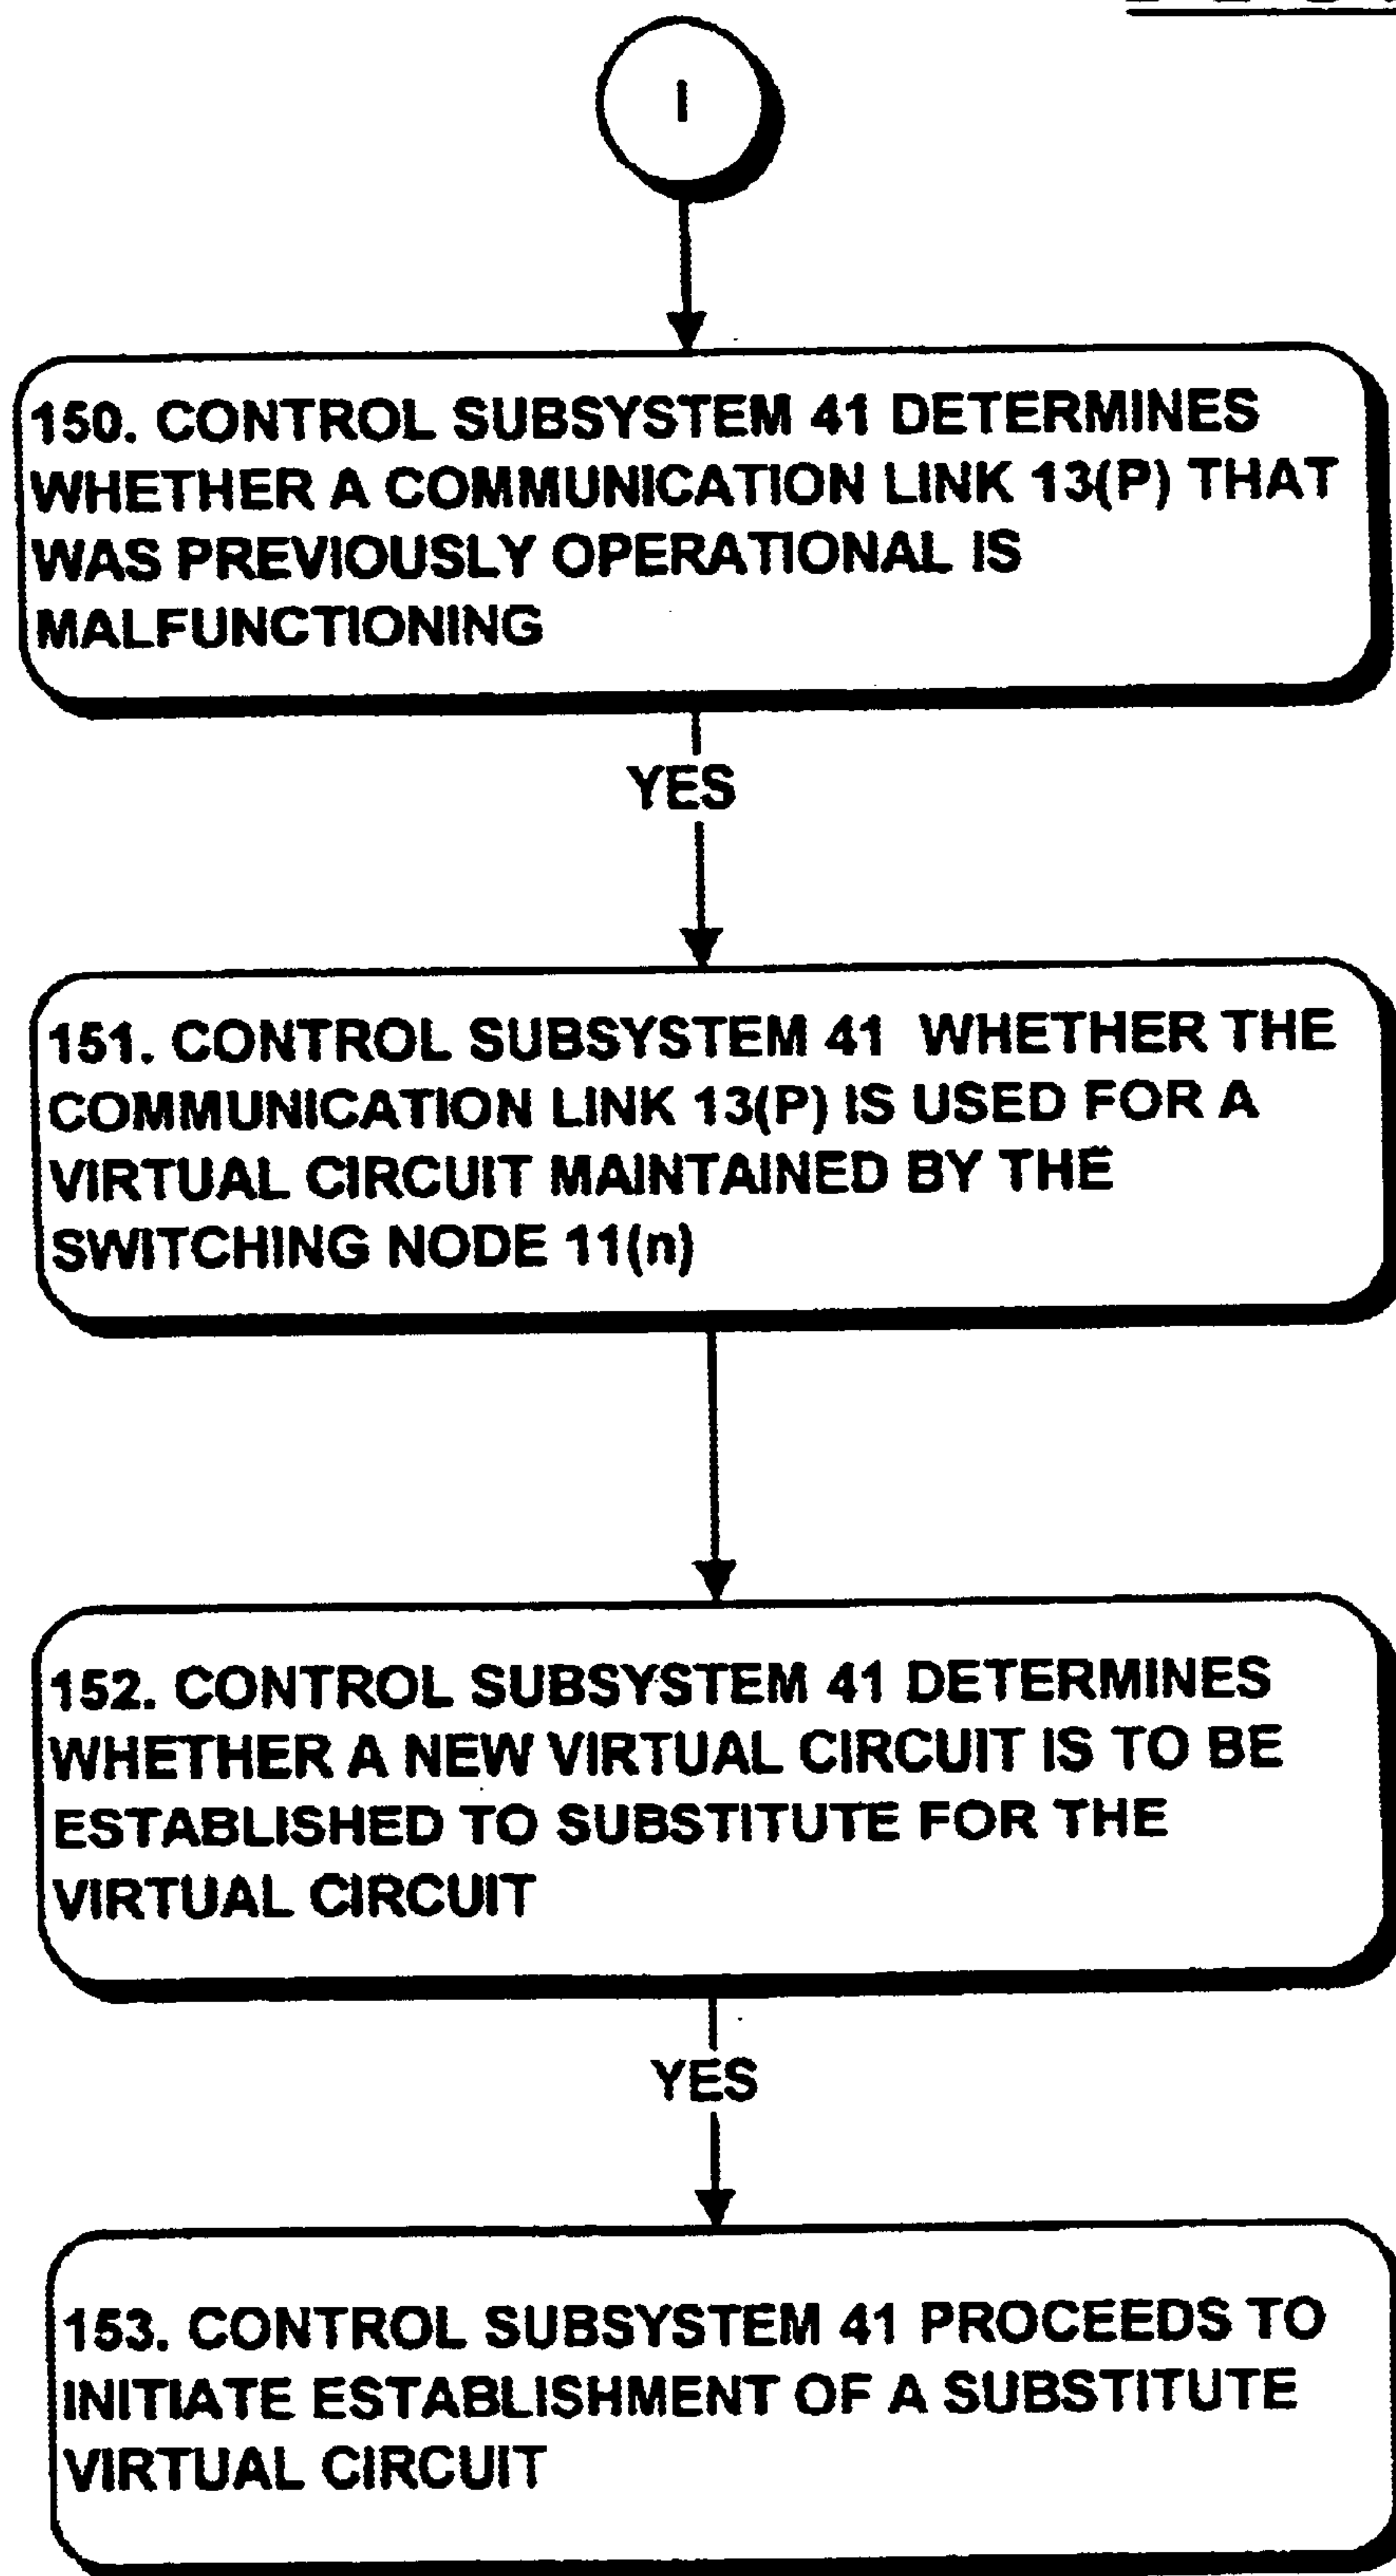 I
150. CONTROL SUBSYSTEM 41 DETERMINES
WHETHER A COMMUNICATION LINK 13(P) THAT
WAS PREVIOUSLY OPERATIONAL IS
MALFUNCTIONING
YES
151. CONTROL SUBSYSTEM 41 WHETHER THE
COMMUNICATION LINK 13(P) IS USED FOR A
VIRTUAL CIRCUIT MAINTAINED BY THE
SWITCHING NODE 11(n)
152. CONTROL SUBSYSTEM 41 DETERMINES
WHETHER A NEW VIRTUAL CIRCUIT IS TO BE
ESTABLISHED TO SUBSTITUTE FOR THE
VIRTUAL CIRCUIT
YES
153. CONTROL SUBSYSTEM 41 PROCEEDS TO
INITIATE ESTABLISHMENT OF A SUBSTITUTE
VIRTUAL CIRCUIT